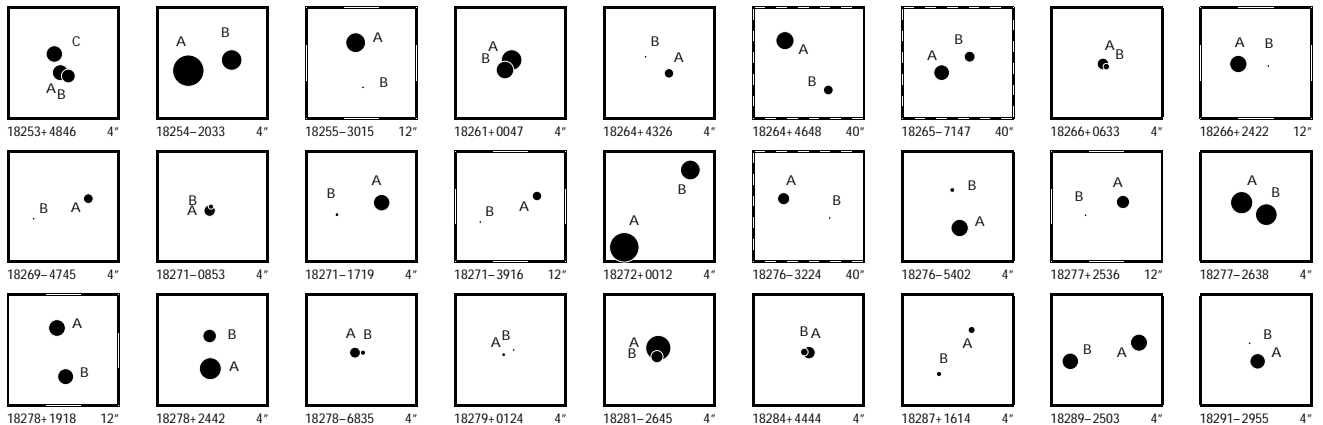 C
A
B
18253+4846 4″
A
B
18254−2033 4″
A
B
18255−3015 12″
A
B
18261+0047 4″
B
A
18264+4326 4″
A
B
18264+4648 40″
B
A
18265−7147 40″
A
B
18266+0633 4″
A B
18266+2422 12″
B A
18269−4745 4″
B
A
18271−0853 4″
A
B
18271−1719 4″
A
B
18271−3916 12″
B
A
18272+0012 4″
A
B
18276−3224 40″
B
A
18276−5402 4″
A
B
18277+2536 12″
A
B
18277−2638 4″
A
B
18278+1918 12″
B
A
18278+2442 4″
A B
18278−6835 4″
B
A
18279+0124 4″
A
B
18281−2645 4″
B A
18284+4444 4″
A
B
18287+1614 4″
B A
18289−2503 4″
B
A
18291−2955 4″